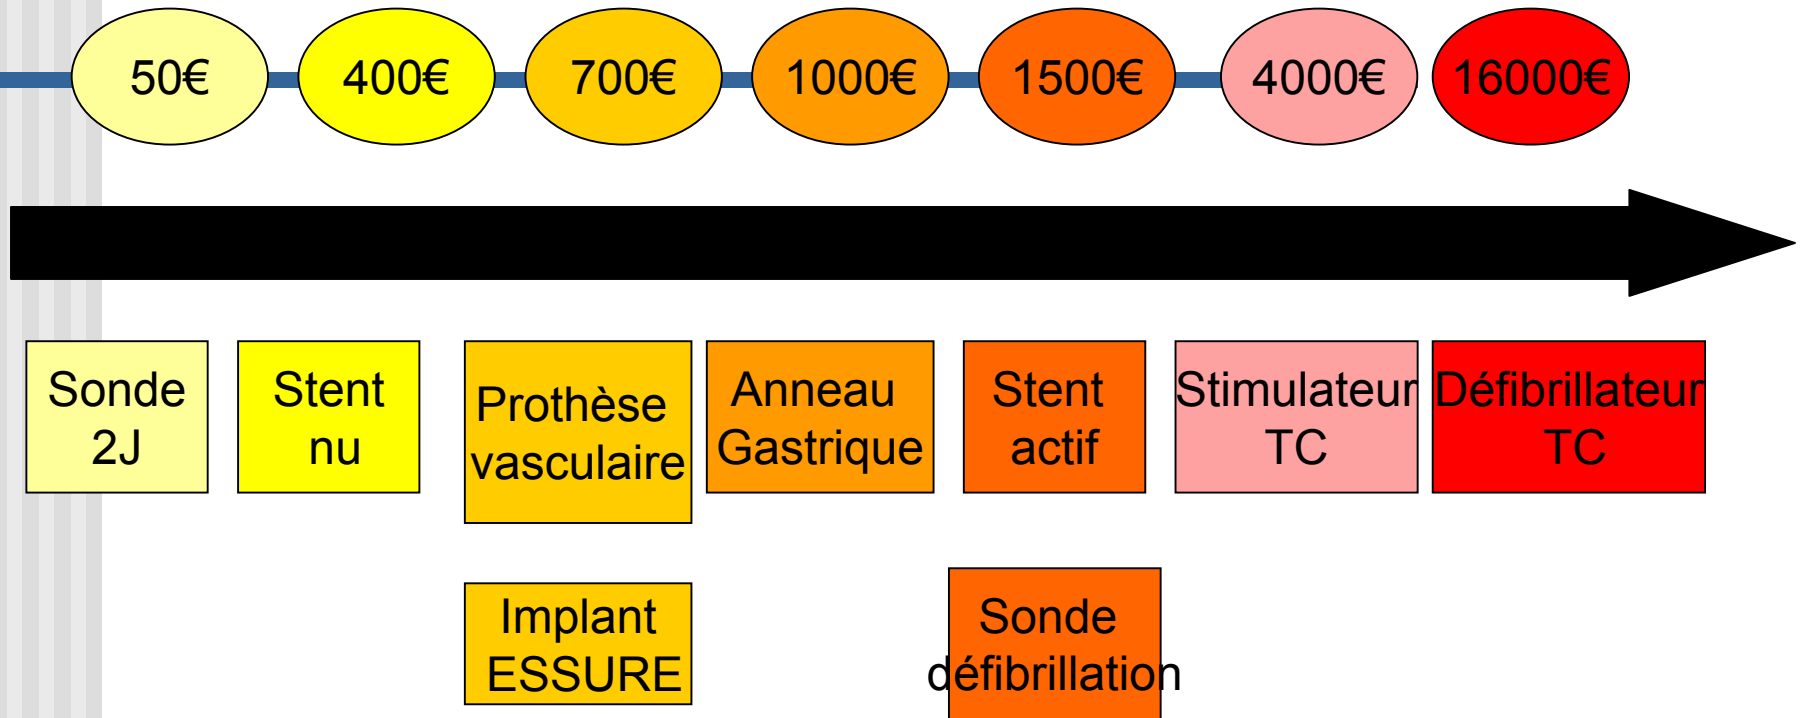 50€
400€
700€
1000€
1500€
4000€
16000€
Sonde
2J
Stent
nu
Prothèse
vasculaire
Anneau
Gastrique
Stent
actif
Stimulateur
TC
Défibrillateur
TC
Implant
ESSURE
Sonde
défibrillation